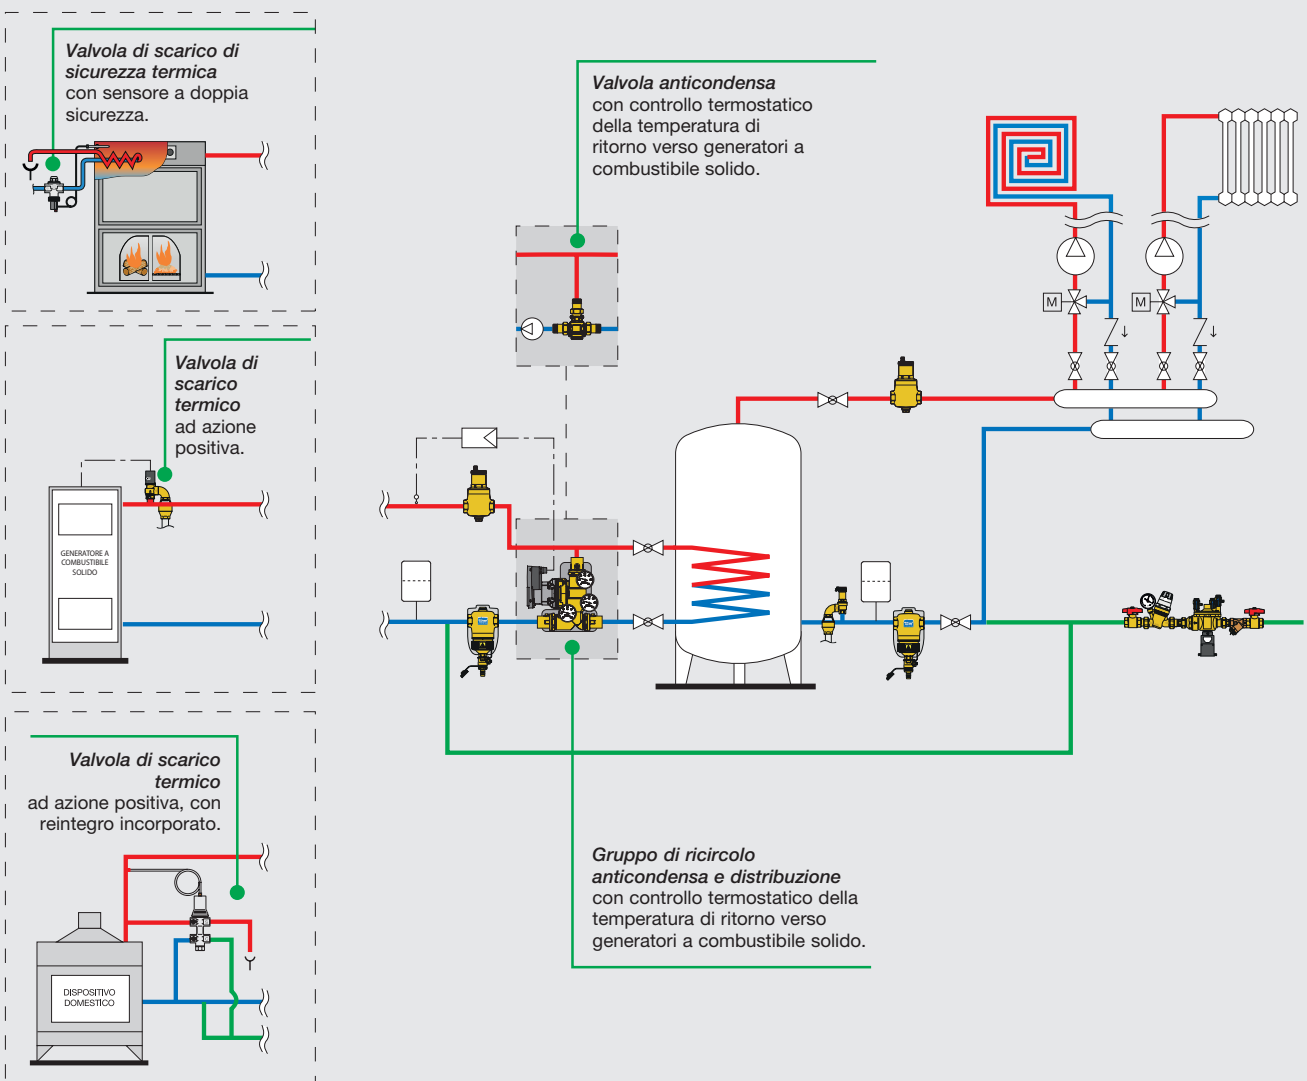 Valvola di scarico di
sicurezza termica
con sensore a doppia
sicurezza.
Valvola anticondensa
con controllo termostatico
della temperatura di
ritorno verso generatori a
combustibile solido.
M
M
Valvola di
scarico
termico
ad azione
positiva.
GENERATORE A
COMBUSTIBILE
SOLIDO
Valvola di scarico
termico
ad azione positiva, con
reintegro incorporato.
DISPOSITIVO
DOMESTICO
Gruppo di ricircolo
anticondensa e distribuzione
con controllo termostatico della
temperatura di ritorno verso
generatori a combustibile solido.